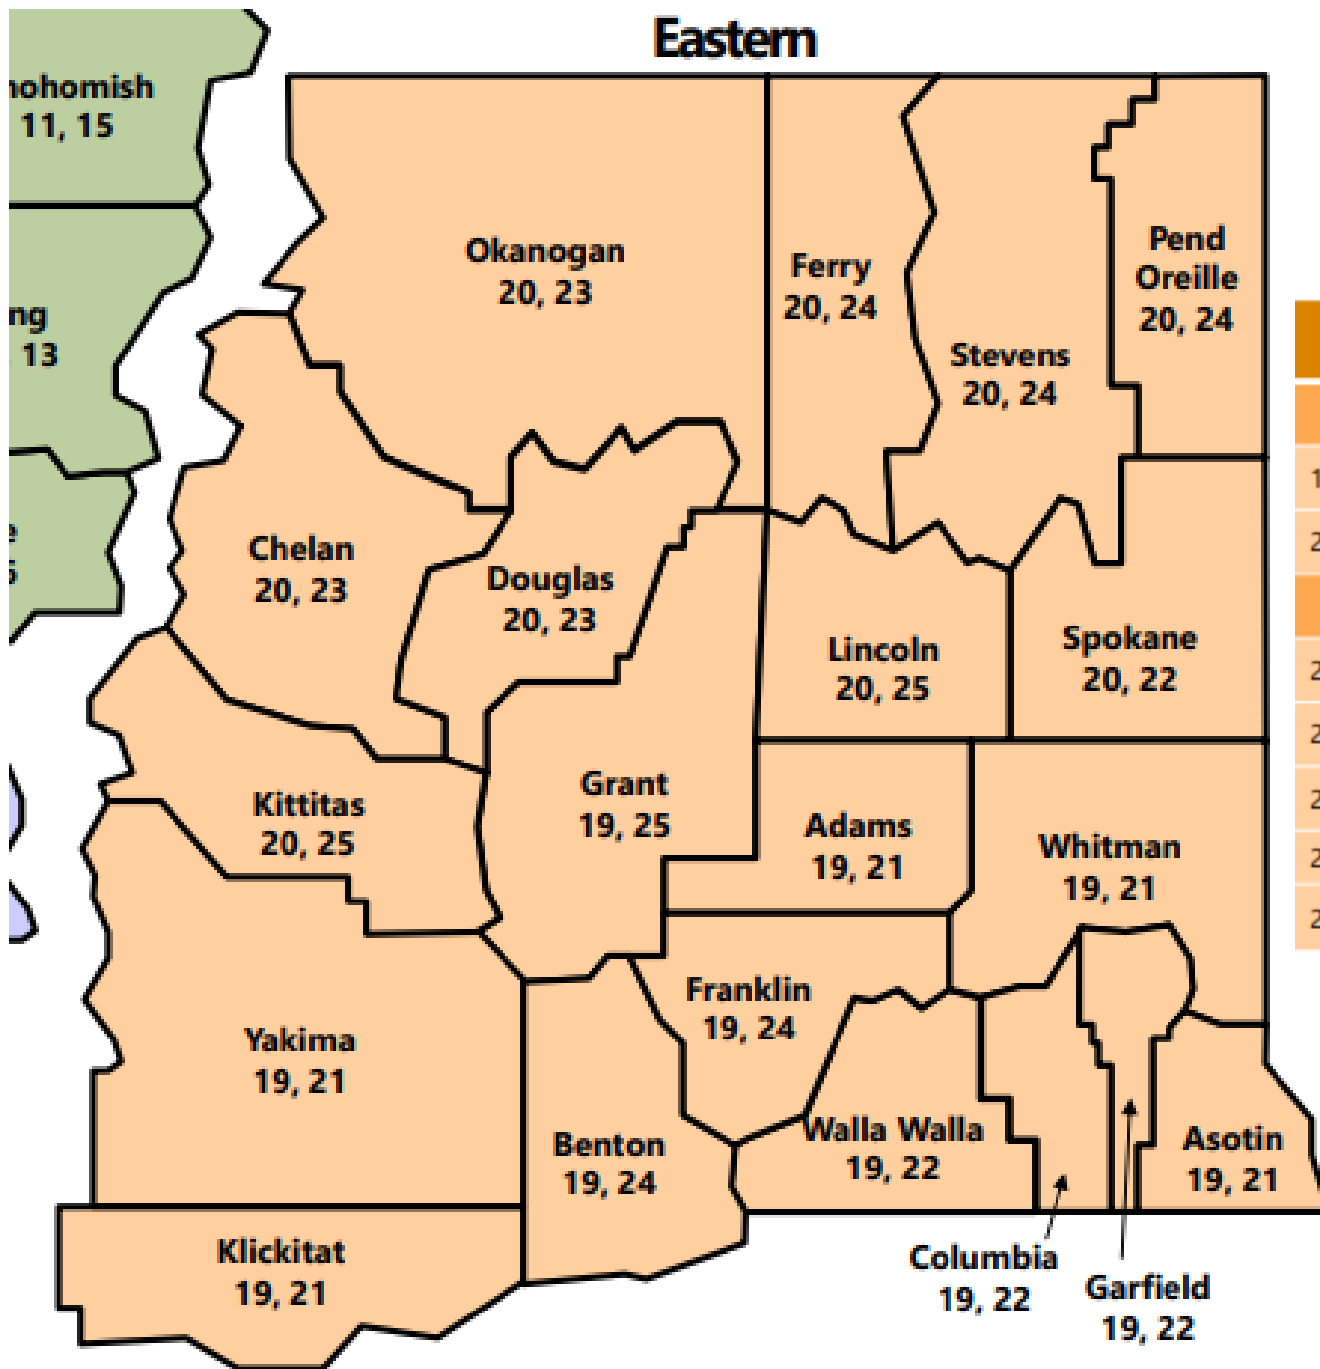 Eastern
nohomish
11, 15
ng
13
Okanogan
20, 23
Ferry
20, 24
Stevens
20, 24
Pend
Oreille
20, 24
Chelan
20, 23
Douglas
20, 23
Lincoln
20, 25
Spokane
20, 22
Kittitas
20, 25
Grant
19, 25
Adams
19, 21
Whitman
19, 21
Yakima
19, 21
Franklin
19, 24
Benton
19, 24
Walla Walla
19, 22
Asotin
19, 21
Klickitat
19, 21
Columbia
19, 22
Garfield
19, 22